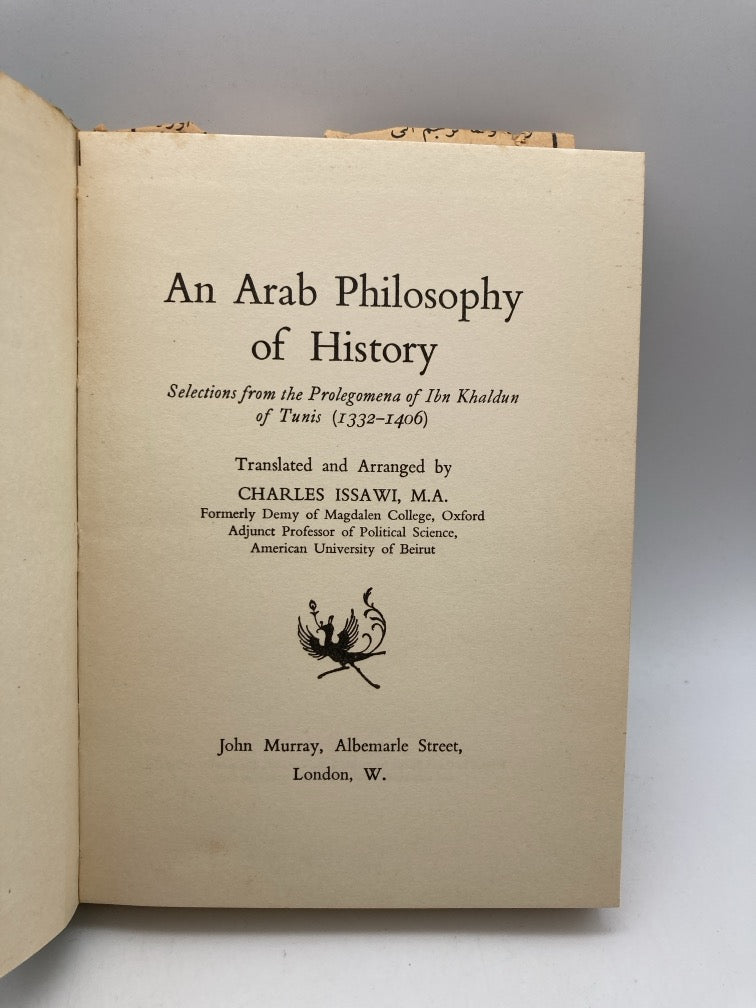 An Arab Philosophy
of History
Selections from the Prolegomena of Ibn Khaldun
of Tunis (1332–1406)
Translated and Arranged by
CHARLES ISSAWI, M.A.
Formerly Demy of Magdalen College, Oxford
Adjunct Professor of Political Science,
American University of Beirut
John Murray, Albemarle Street,
London, W.